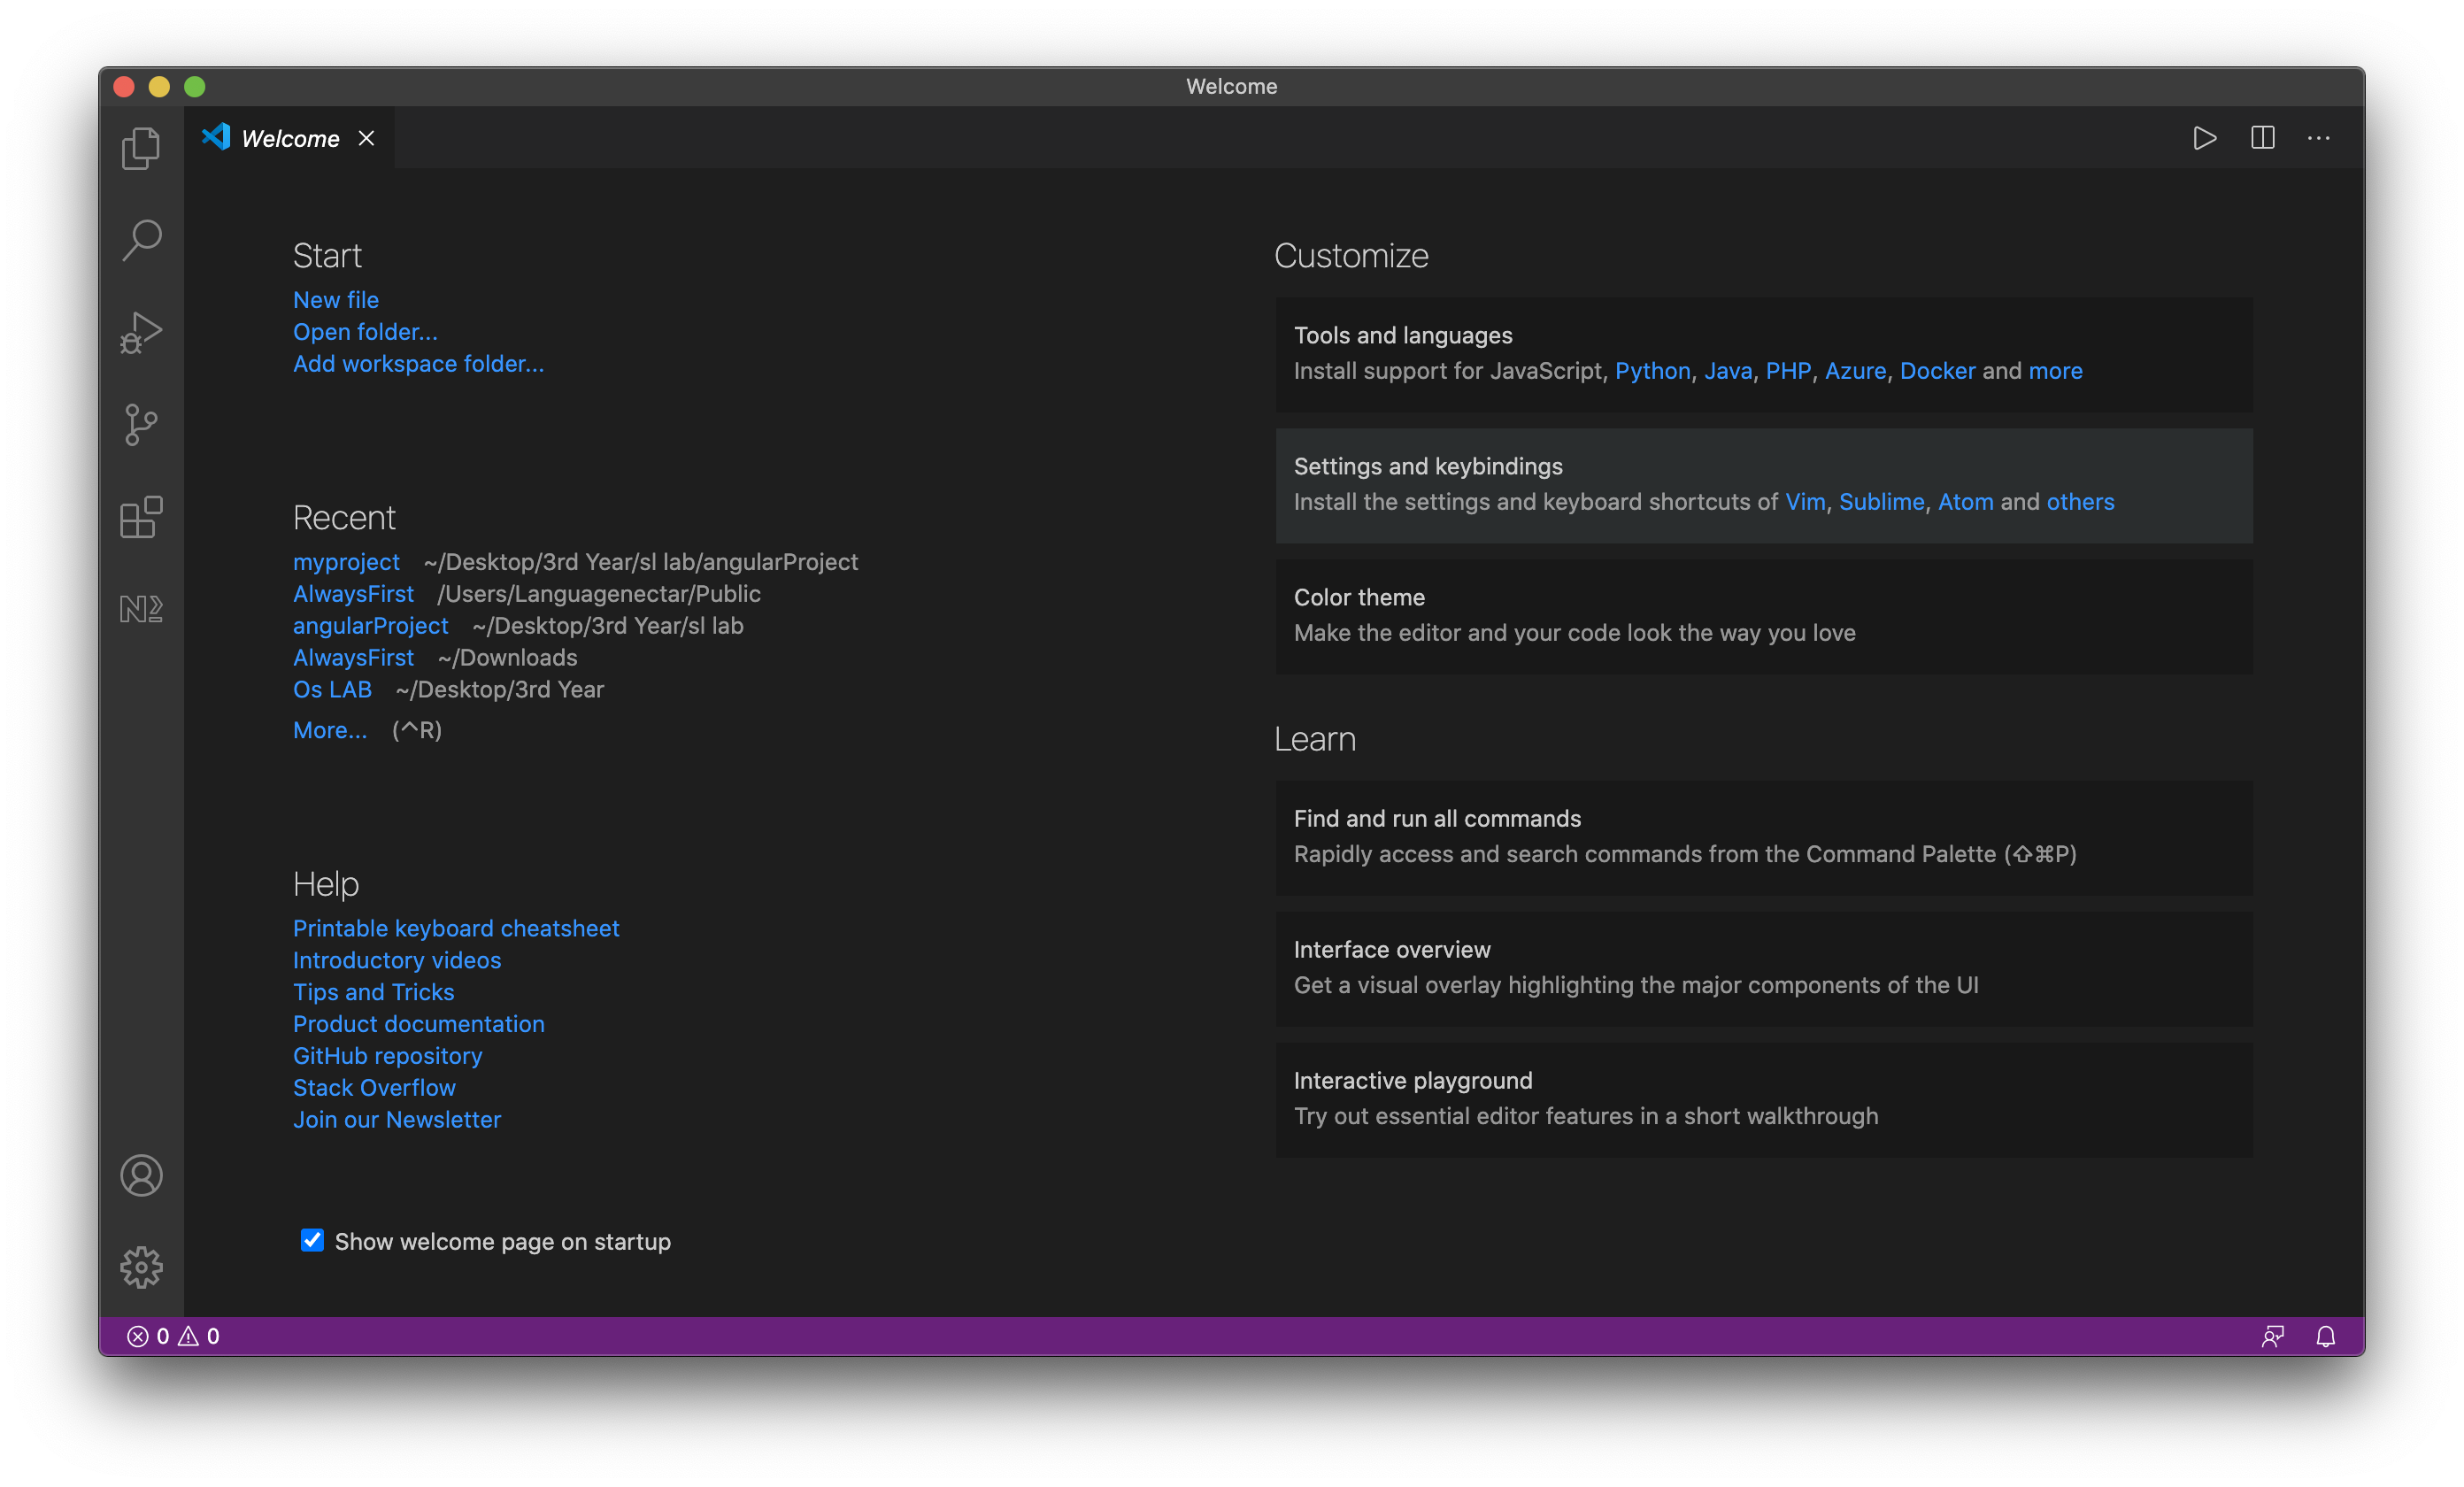 Welcome
Welcome
Start
New file
Open folder...
Add workspace folder...
Recent
myproject ~/Desktop/3rd Year/sl lab/angularProject
AlwaysFirst /Users/Languagenectar/Public
angularProject ~/Desktop/3rd Year/sl lab
AlwaysFirst ~/Downloads
Os LAB ~/Desktop/3rd Year
More... (^R)
Help
Printable keyboard cheatsheet
Introductory videos
Tips and Tricks
Product documentation
GitHub repository
Stack Overflow
Join our Newsletter
Show welcome page on startup
Customize
Tools and languages
Install support for JavaScript, Python, Java, PHP, Azure, Docker and more
Settings and keybindings
Install the settings and keyboard shortcuts of Vim, Sublime, Atom and others
Color theme
Make the editor and your code look the way you love
Learn
Find and run all commands
Rapidly access and search commands from the Command Palette (⇧⌘P)
Interface overview
Get a visual overlay highlighting the major components of the UI
Interactive playground
Try out essential editor features in a short walkthrough
0 0